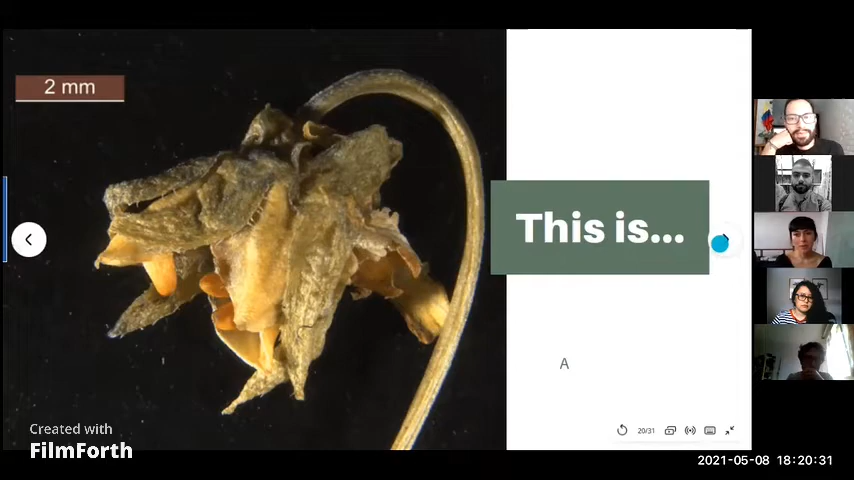 2 mm
This is...
A
20/31
Created with
FilmForth
2021-05-08 18:20:31